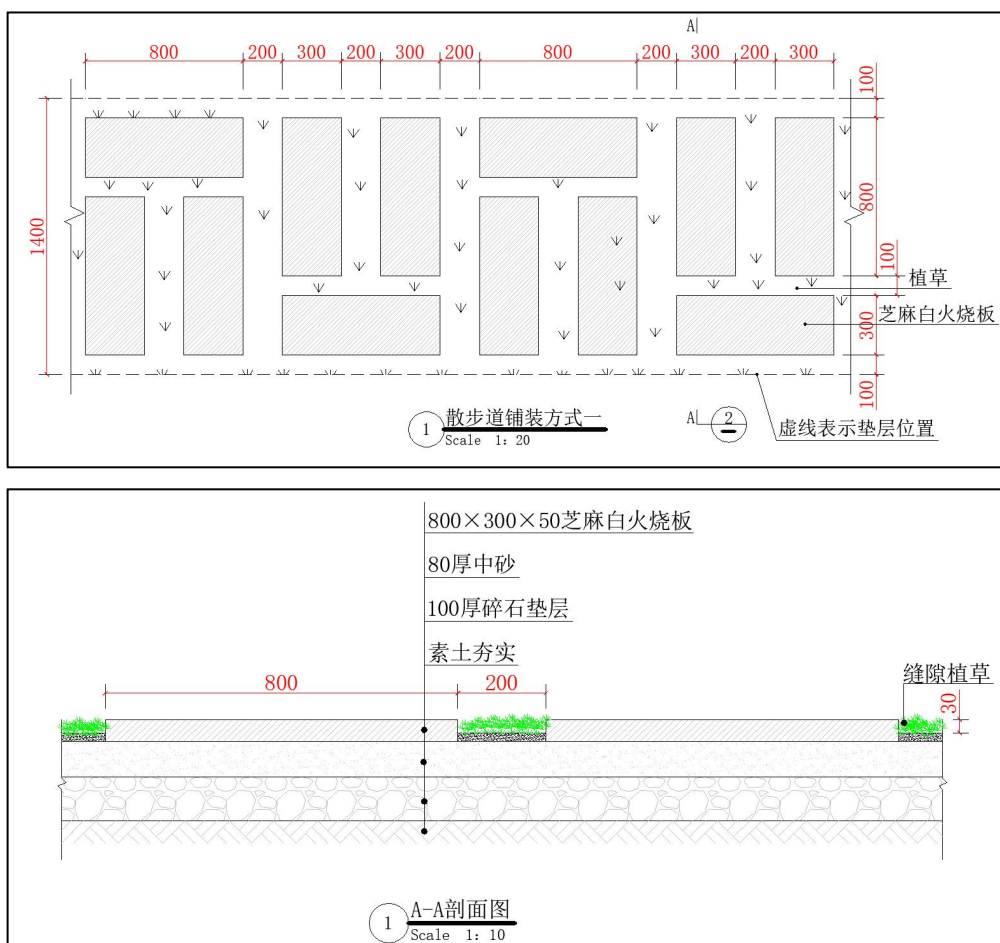 A
800 200 300 200 300 200 800 200 300 200 300
100
1400
800
100
植草
芝麻白火烧板
300
100
1 散步道铺装方式一
Scale 1: 20
A 2
虚线表示垫层位置
800×300×50芝麻白火烧板
80厚中砂
100厚碎石垫层
素土夯实
缝隙植草
800 200 30
1 A-A剖面图
Scale 1: 10